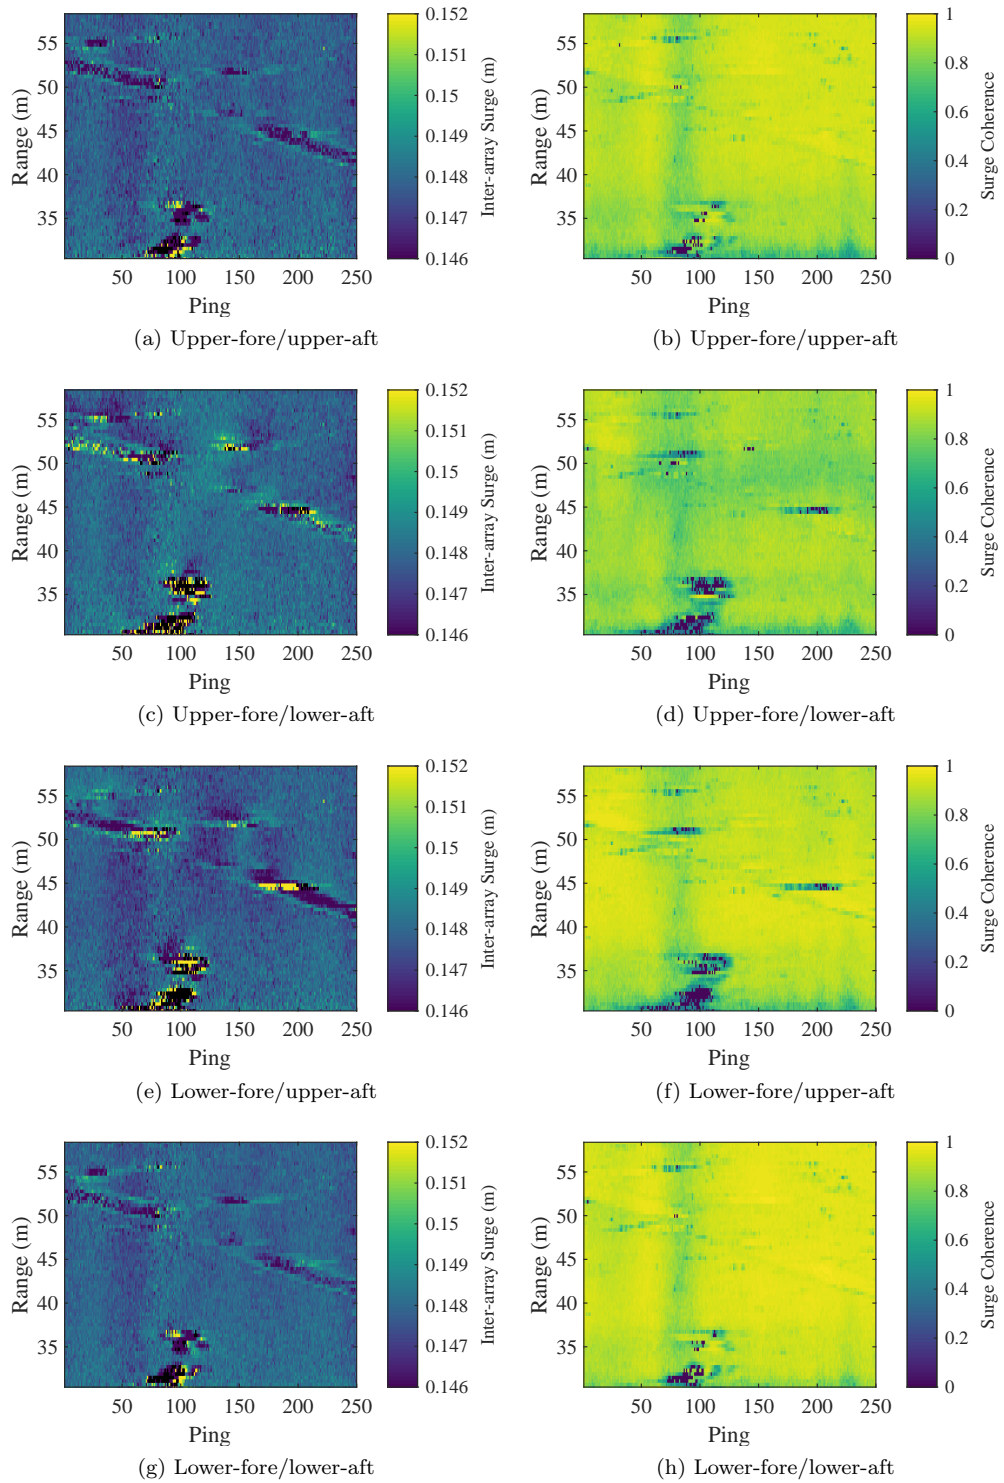 55
50
45
40
35
Range (m)
50 100 150 200 250
Ping
0.152
0.151
0.15
0.149
0.148
0.147
0.146
Inter-array Surge (m)
(a) Upper-fore/upper-aft
55
50
45
40
35
Range (m)
50 100 150 200 250
Ping
1
0.8
0.6
0.4
0.2
0
Surge Coherence
(b) Upper-fore/upper-aft
55
50
45
40
35
Range (m)
50 100 150 200 250
Ping
0.152
0.151
0.15
0.149
0.148
0.147
0.146
Inter-array Surge (m)
(c) Upper-fore/lower-aft
55
50
45
40
35
Range (m)
50 100 150 200 250
Ping
1
0.8
0.6
0.4
0.2
0
Surge Coherence
(d) Upper-fore/lower-aft
55
50
45
40
35
Range (m)
50 100 150 200 250
Ping
0.152
0.151
0.15
0.149
0.148
0.147
0.146
Inter-array Surge (m)
(e) Lower-fore/upper-aft
55
50
45
40
35
Range (m)
50 100 150 200 250
Ping
1
0.8
0.6
0.4
0.2
0
Surge Coherence
(f) Lower-fore/upper-aft
55
50
45
40
35
Range (m)
50 100 150 200 250
Ping
0.152
0.151
0.15
0.149
0.148
0.147
0.146
Inter-array Surge (m)
(g) Lower-fore/lower-aft
55
50
45
40
35
Range (m)
50 100 150 200 250
Ping
1
0.8
0.6
0.4
0.2
0
Surge Coherence
(h) Lower-fore/lower-aft